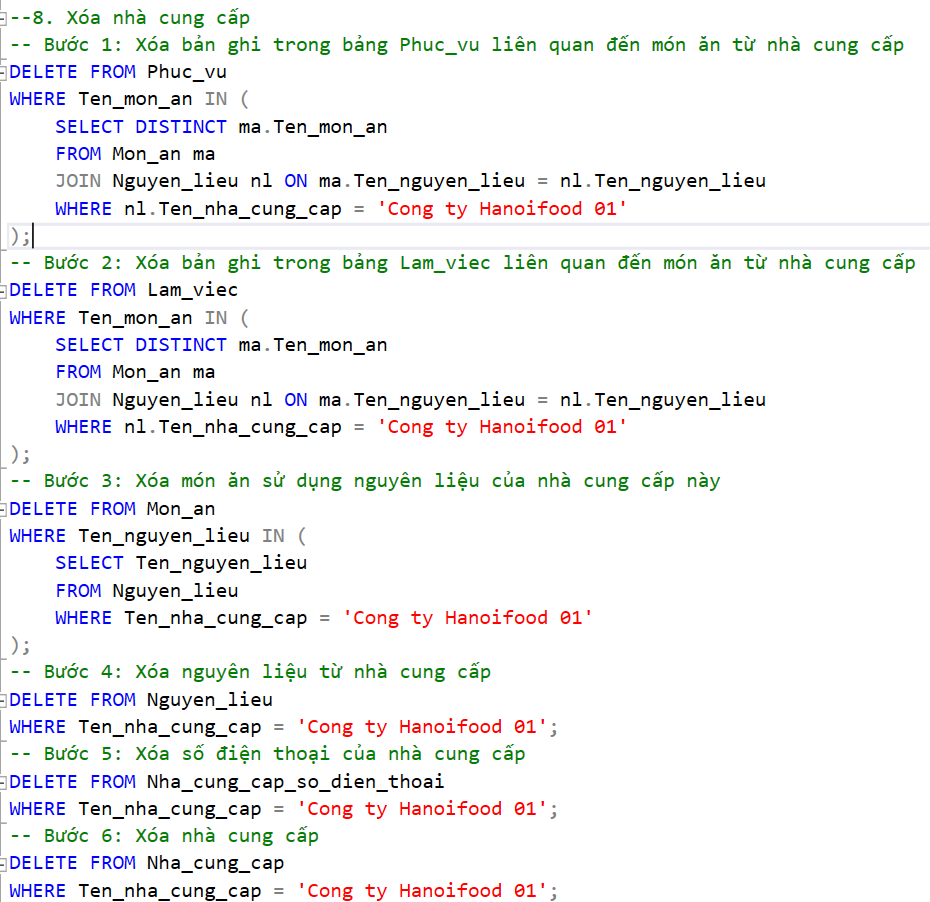 --8. Xóa nhà cung cấp
-- Bước 1: Xóa bản ghi trong bảng Phuc_vu liên quan đến món ăn từ nhà cung cấp
DELETE FROM Phuc_vu
WHERE Ten_mon_an IN (
    SELECT DISTINCT ma.Ten_mon_an
    FROM Mon_an ma
    JOIN Nguyen_lieu nl ON ma.Ten_nguyen_lieu = nl.Ten_nguyen_lieu
    WHERE nl.Ten_nha_cung_cap = 'Cong ty Hanoifood 01'
);
-- Bước 2: Xóa bản ghi trong bảng Lam_viec liên quan đến món ăn từ nhà cung cấp
DELETE FROM Lam_viec
WHERE Ten_mon_an IN (
    SELECT DISTINCT ma.Ten_mon_an
    FROM Mon_an ma
    JOIN Nguyen_lieu nl ON ma.Ten_nguyen_lieu = nl.Ten_nguyen_lieu
    WHERE nl.Ten_nha_cung_cap = 'Cong ty Hanoifood 01'
);
-- Bước 3: Xóa món ăn sử dụng nguyên liệu của nhà cung cấp này
DELETE FROM Mon_an
WHERE Ten_nguyen_lieu IN (
    SELECT Ten_nguyen_lieu
    FROM Nguyen_lieu
    WHERE Ten_nha_cung_cap = 'Cong ty Hanoifood 01'
);
-- Bước 4: Xóa nguyên liệu từ nhà cung cấp
DELETE FROM Nguyen_lieu
WHERE Ten_nha_cung_cap = 'Cong ty Hanoifood 01';
-- Bước 5: Xóa số điện thoại của nhà cung cấp
DELETE FROM Nha_cung_cap_so_dien_thoai
WHERE Ten_nha_cung_cap = 'Cong ty Hanoifood 01';
-- Bước 6: Xóa nhà cung cấp
DELETE FROM Nha_cung_cap
WHERE Ten_nha_cung_cap = 'Cong ty Hanoifood 01';